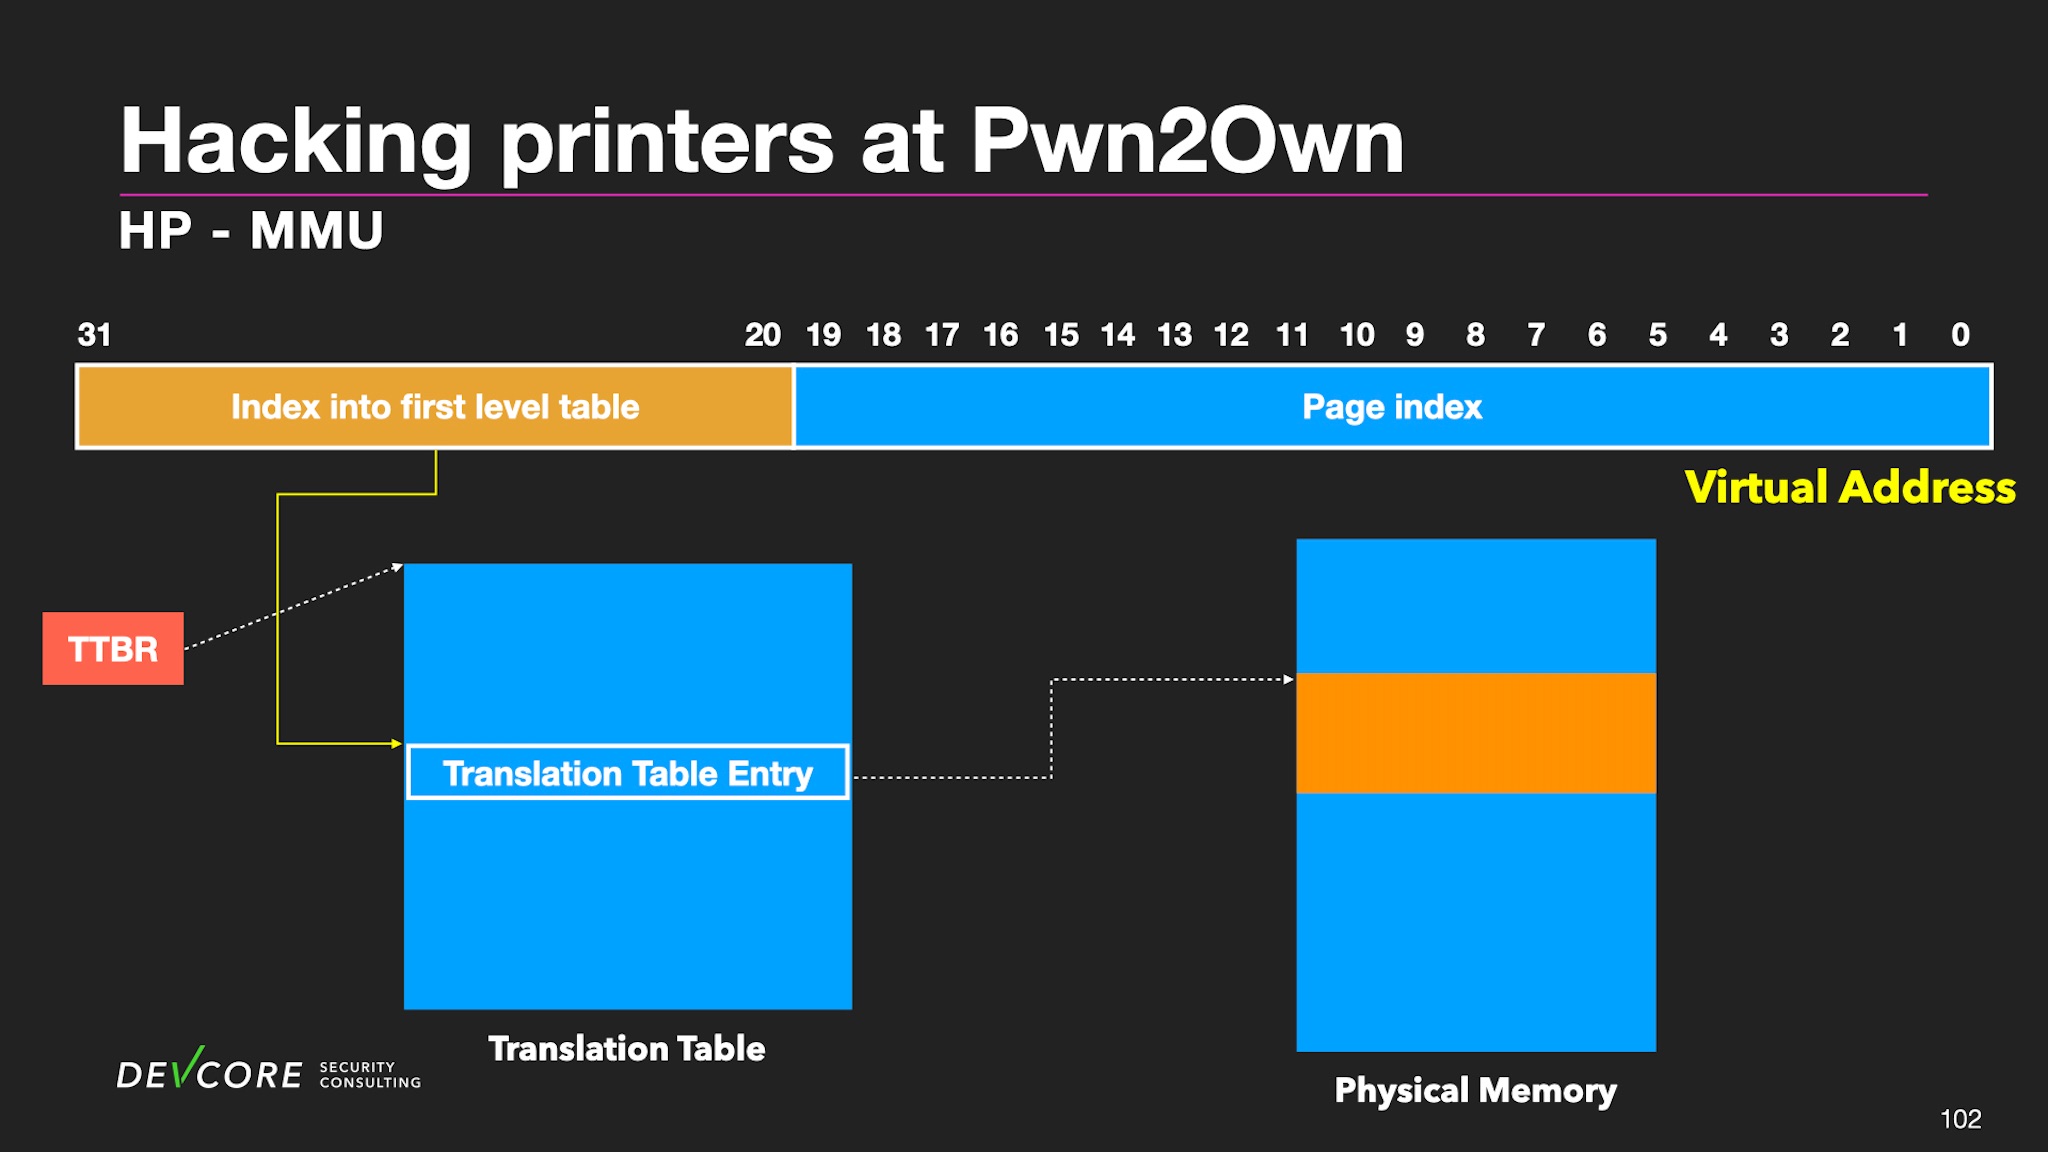 Hacking printers at Pwn2Own
HP - MMU
31 20 19 18 17 16 15 14 13 12 11 10 9 8 7 6 5 4 3 2 1 0
Index into first level table
Page index
Virtual Address
TTBR
Translation Table Entry
Translation Table
Physical Memory
DEVCORE
SECURITY
CONSULTING
102